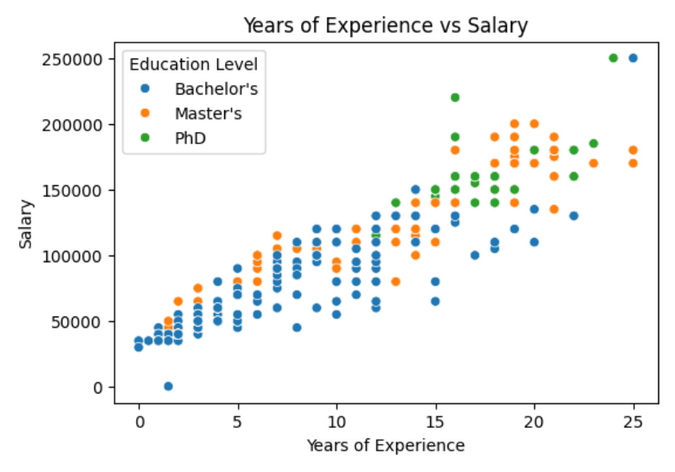 Years of Experience vs Salary
Education Level
Bachelor's
Master's
PhD
250000
200000
150000
100000
50000
0
Salary
0 5 10 15 20 25
Years of Experience